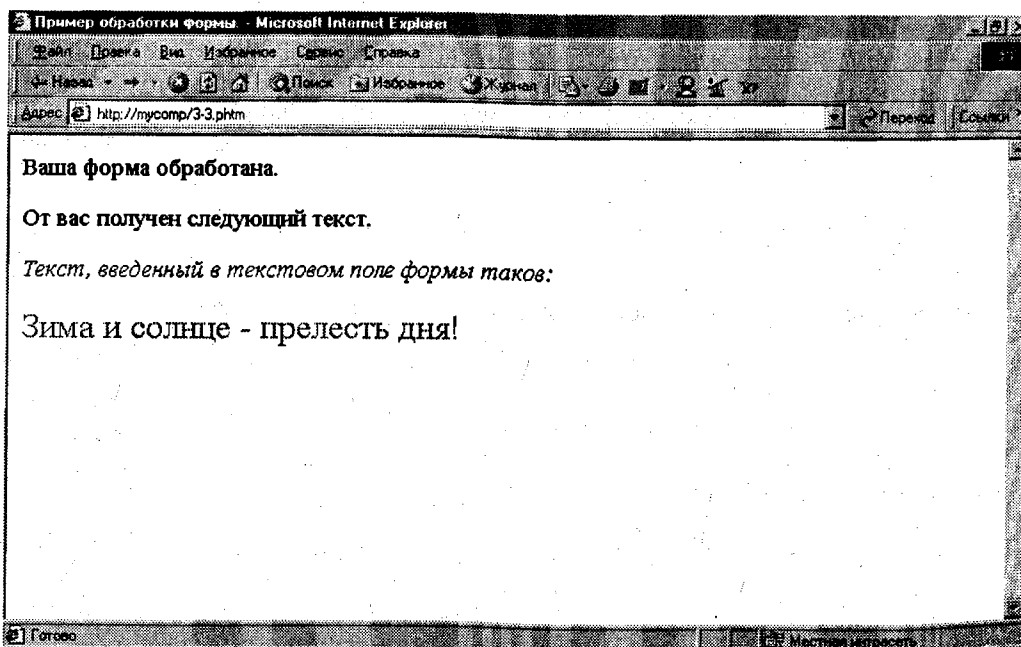 Пример обработки формы. - Microsoft Internet Explorer
Файл Правка Вид Избранное Сервис Справка
Назад Поиск Избранное Журнал
Адрес http://mycomp/3-3.phtm Переход Ссылки
Ваша форма обработана.
От вас получен следующий текст.
Текст, введенный в текстовом поле формы таков:
Зима и солнце - прелесть дня!
Готово Местная интрасеть